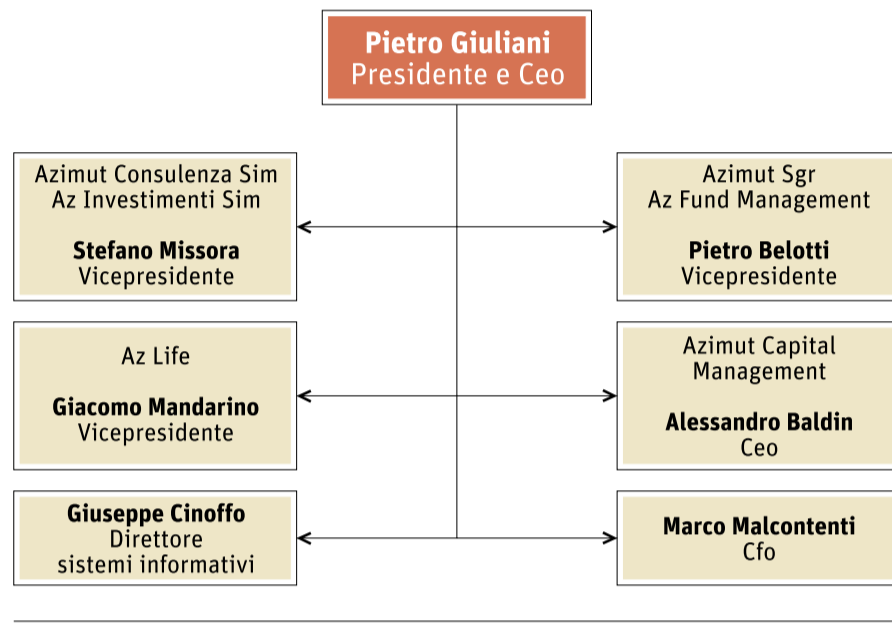 Pietro Giuliani
Presidente e Ceo
Azimut Consulenza Sim
Az Investimenti Sim
Stefano Missora
Vicepresidente
Azimut Sgr
Az Fund Management
Pietro Belotti
Vicepresidente
Az Life
Giacomo Mandarino
Vicepresidente
Azimut Capital
Management
Alessandro Baldin
Ceo
Giuseppe Cinoffo
Direttore
sistemi informativi
Marco Malcontenti
Cfo